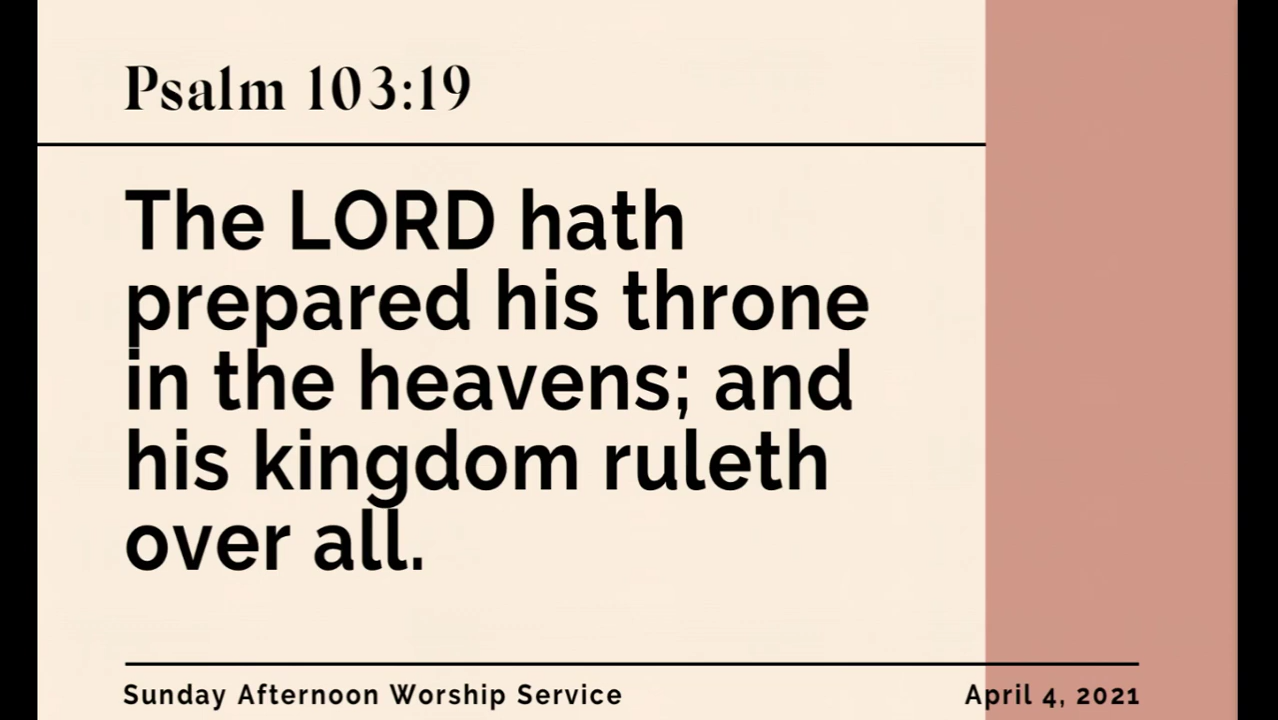 Psalm 103:19
The LORD hath
prepared his throne
in the heavens; and
his kingdom ruleth
over all.
Sunday Afternoon Worship Service
April 4, 2021